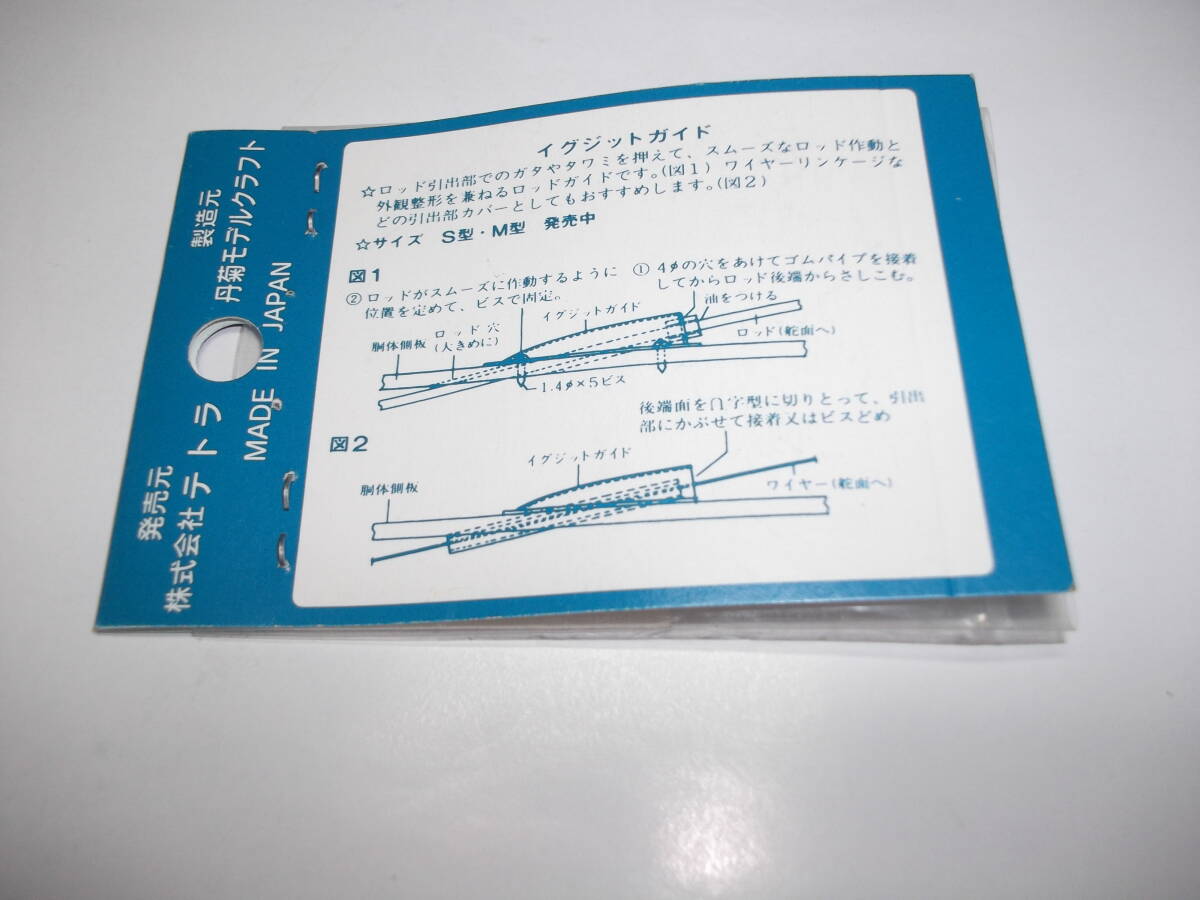 イグジットガイド
☆ロッド引出部でのガタやタワミを押えて、スムーズなロッド作動と
外観整形を兼ねるロッドガイドです。(図1) ワイヤーリンケージな
どの引出部カバーとしてもおすすめします。(図2)
☆サイズ S型・M型 発売中
図1
② ロッドがスムーズに作動するように
位置を定めて、ビスで固定。
① 4φの穴をあけてゴムパイプを接着
してからロッド後端からさしこむ。
油をつける
イグジットガイド
ロッド穴
(大きめに)
胴体側板
ロッド(舵面へ)
1.4φ×5ビス
図2
後端面を∩字型に切りとって、引出
部にかぶせて接着又はビスどめ
イグジットガイド
胴体側板
ワイヤー(舵面へ)
発売元
株式会社テトラ
製造元
丹菊モデルクラフト
MADE IN JAPAN